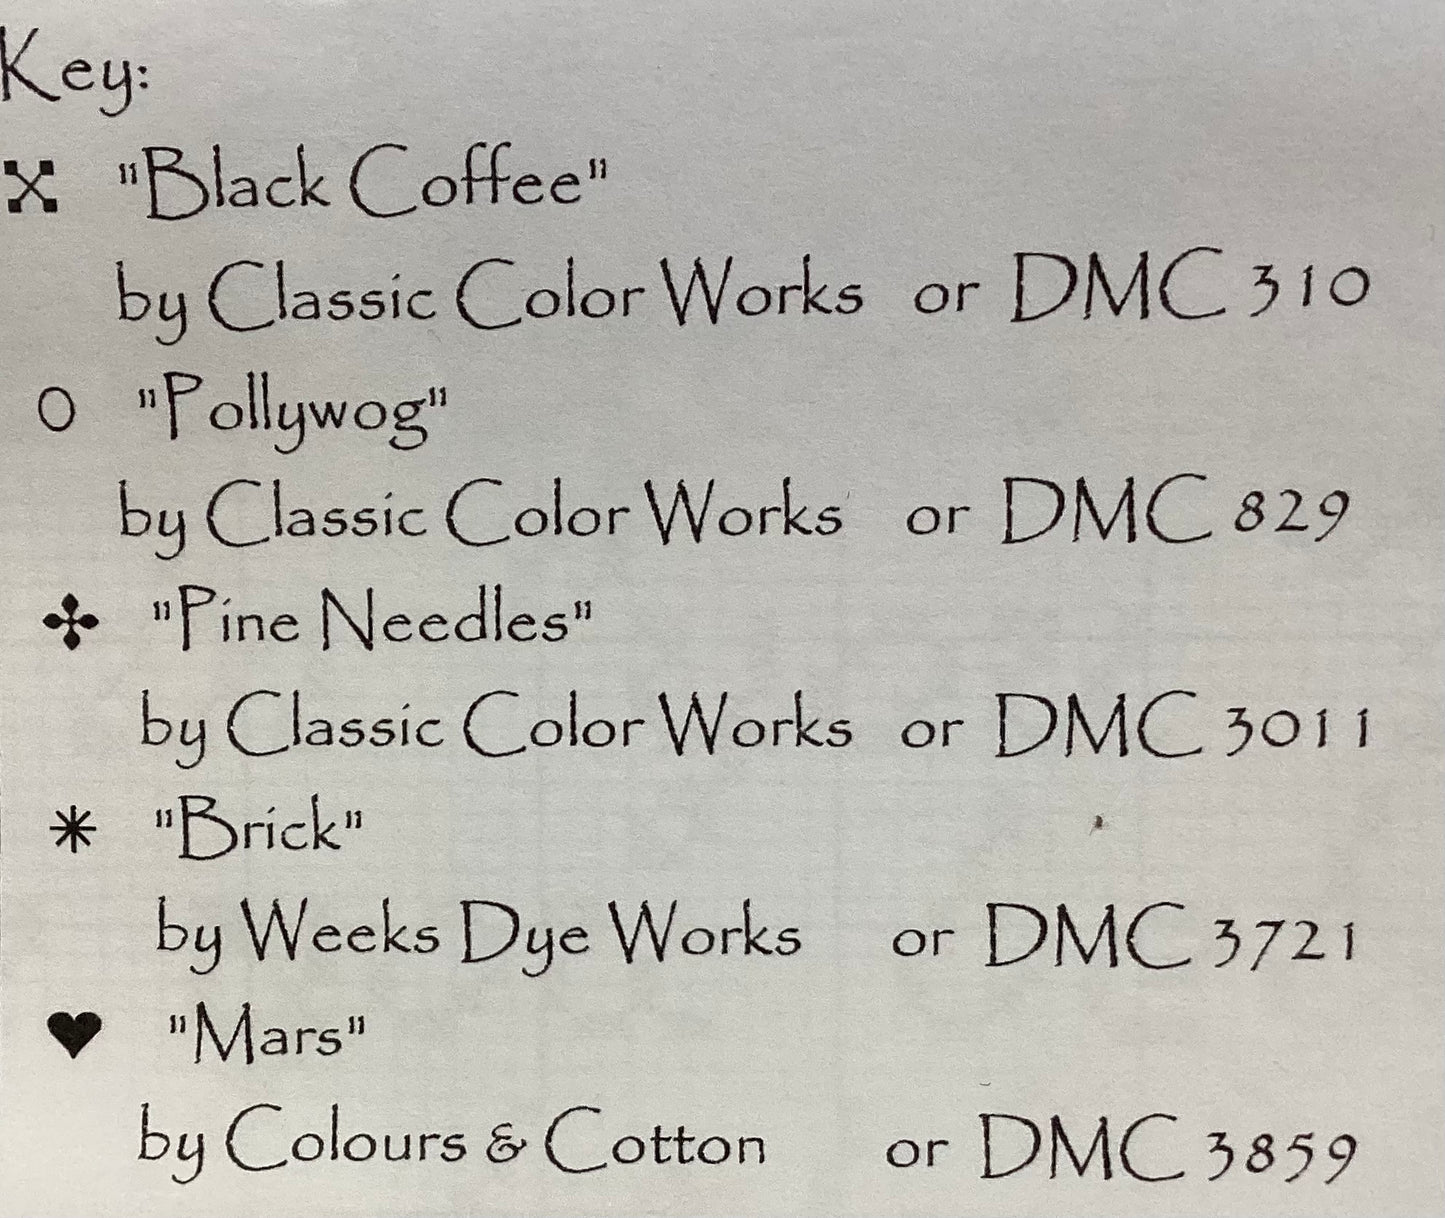 Key:
"Black Coffee"
by Classic Color Works or DMC 310
O "Pollywog"
by Classic Color Works or DMC 829
"Pine Needles"
by Classic Color Works or DMC 3011
* "Brick"
by Weeks Dye Works or DMC 3721
♥ "Mars"
by Colours & Cotton or DMC 3859